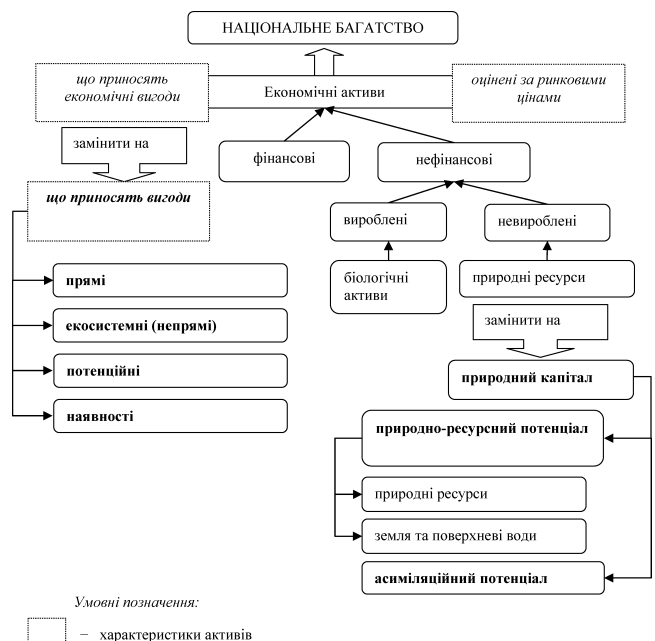 НАЦІОНАЛЬНЕ БАГАТСТВО
що приносять
економічні вигоди
Економічні активи
оцінені за ринковими
цінами
замінити на
фінансові
нефінансові
що приносять вигоди
вироблені
невироблені
прямі
біологічні
активи
природні ресурси
екосистемні (непрямі)
замінити на
потенційні
природний капітал
наявності
природно-ресурсний потенціал
природні ресурси
земля та поверхневі води
асиміляційний потенціал
Умовні позначення:
– характеристики активів